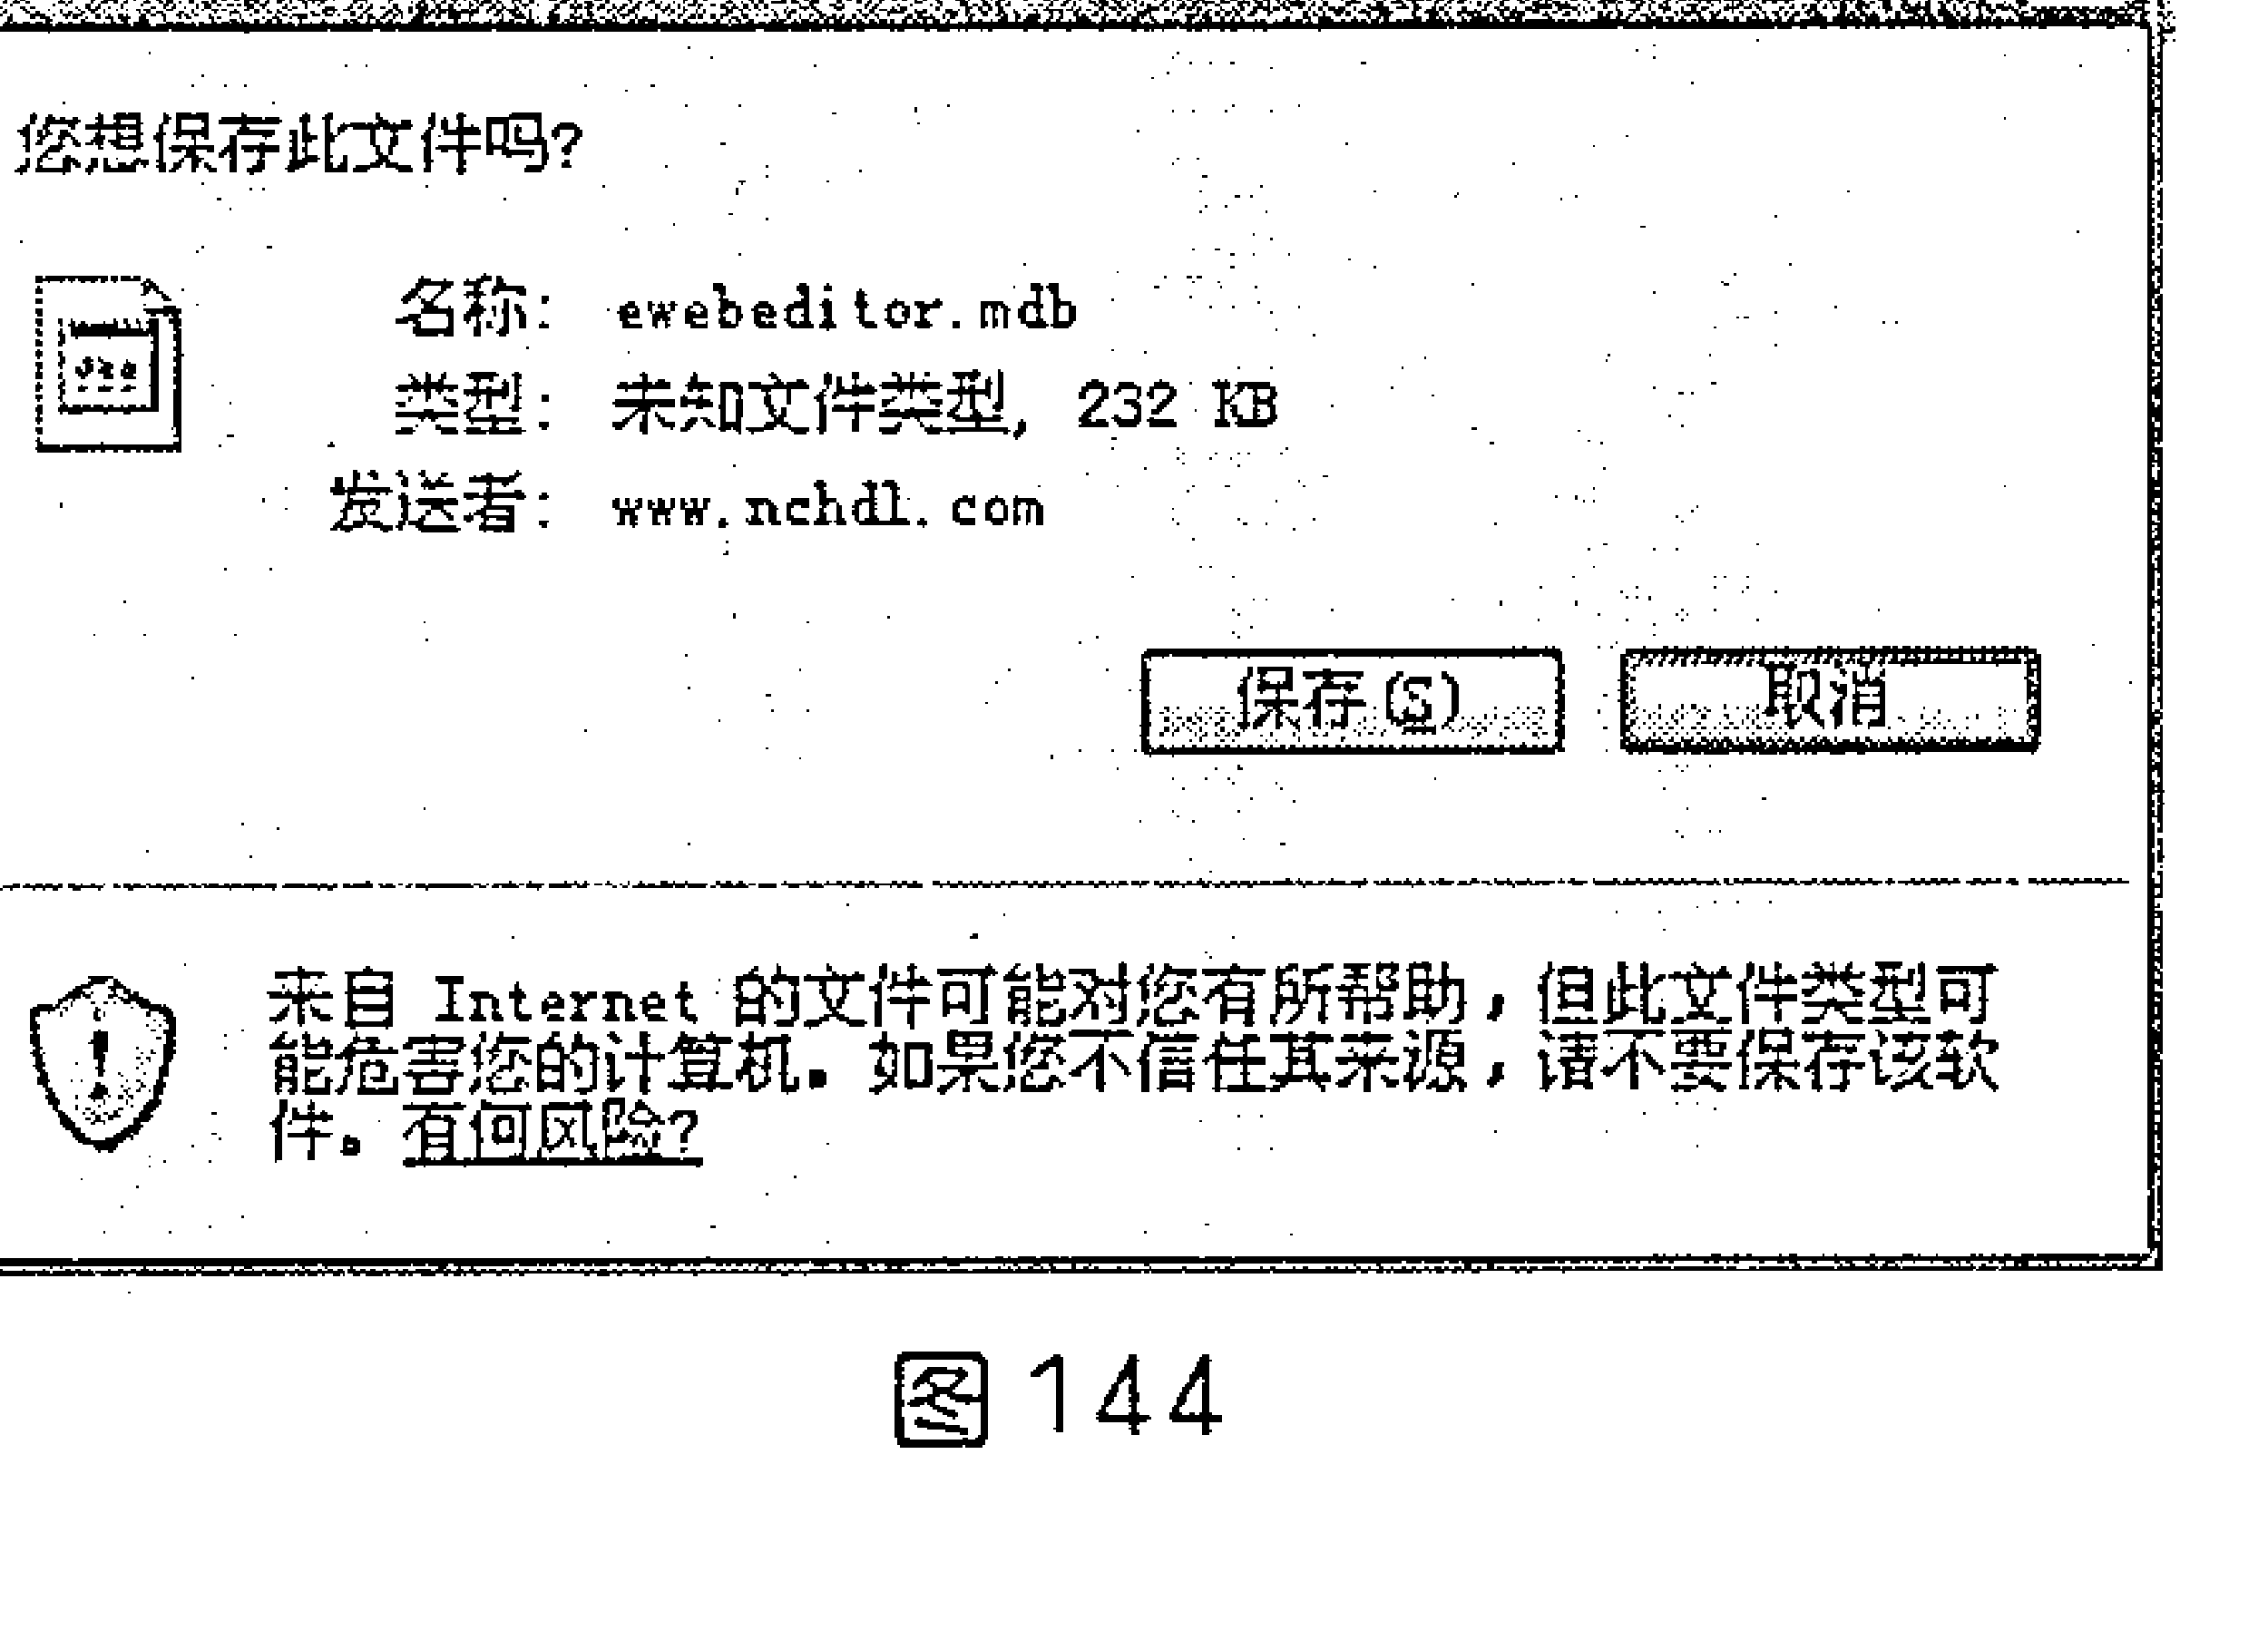 您想保存此文件吗?
名称: ewebeditor.mdb
类型: 未知文件类型, 232 KB
发送者: www.nchdl.com
保存(S)
取消
来自 Internet 的文件可能对您有所帮助，但此文件类型可
能危害您的计算机。如果您不信任其来源，请不要保存该软
件。有何风险?
图 144